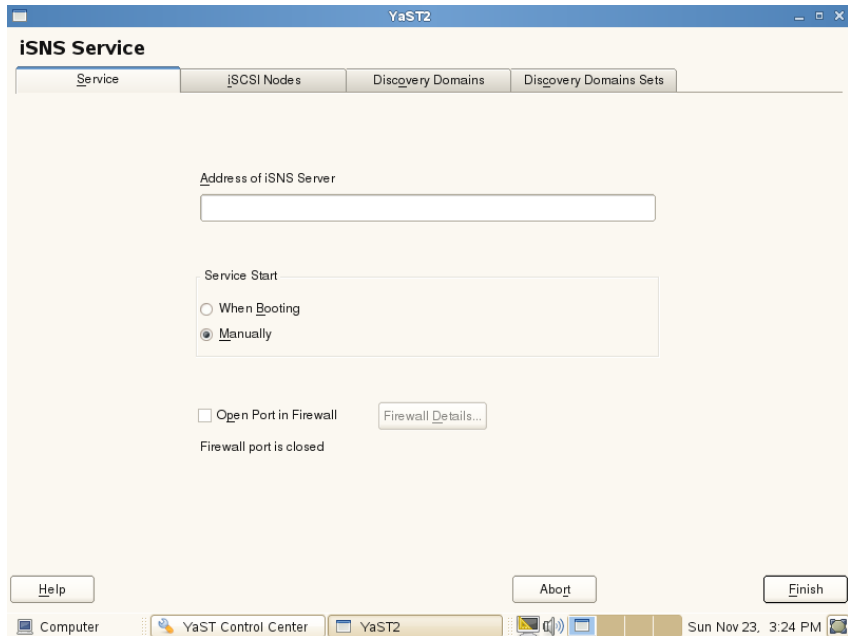 YaST2
iSNS Service
Service iSCSI Nodes Discovery Domains Discovery Domains Sets
Address of iSNS Server
Service Start
When Booting
Manually
Open Port in Firewall Firewall Details...
Firewall port is closed
Help Abort Finish
Computer YaST Control Center YaST2 Sun Nov 23, 3:24 PM